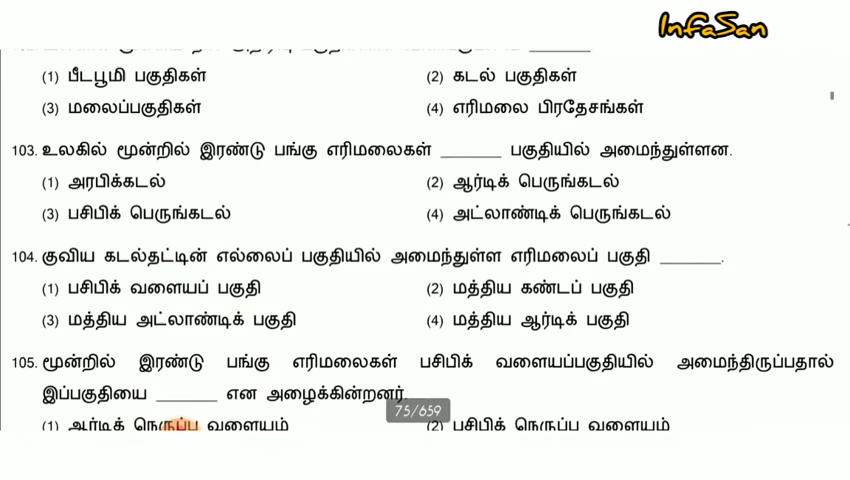 InFaSan
(1) பீடபூமி பகுதிகள் (2) கடல் பகுதிகள்
(3) மலைப்பகுதிகள் (4) எரிமலை பிரதேசங்கள்
103. உலகில் மூன்றில் இரண்டு பங்கு எரிமலைகள் ______ பகுதியில் அமைந்துள்ளன.
(1) அரபிக்கடல் (2) ஆர்டிக் பெருங்கடல்
(3) பசிபிக் பெருங்கடல் (4) அட்லாண்டிக் பெருங்கடல்
104. குவிய கடல்தட்டின் எல்லைப் பகுதியில் அமைந்துள்ள எரிமலைப் பகுதி ______.
(1) பசிபிக் வளையப் பகுதி (2) மத்திய கண்டப் பகுதி
(3) மத்திய அட்லாண்டிக் பகுதி (4) மத்திய ஆர்டிக் பகுதி
105. மூன்றில் இரண்டு பங்கு எரிமலைகள் பசிபிக் வளையப்பகுதியில் அமைந்திருப்பதால்
இப்பகுதியை ______ என அழைக்கின்றனர்.
75/659
(1) ஆர்டிக் நெருப்பு வளையம் (2) பசிபிக் நெருப்பு வளையம்